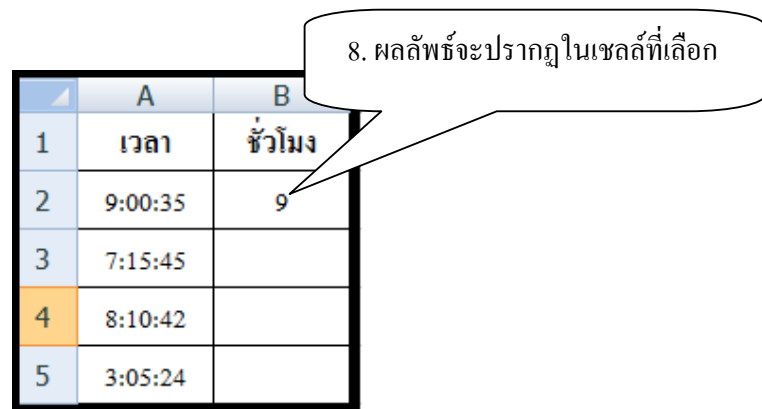 8. ผลลัพธ์จะปรากฏในเซลล์ที่เลือก
A B
1 เวลา ชั่วโมง
2 9:00:35 9
3 7:15:45
4 8:10:42
5 3:05:24